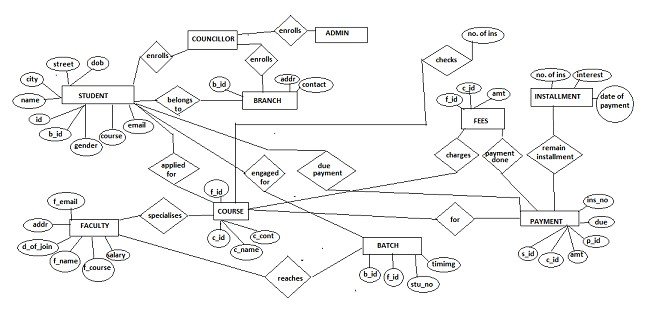 no. of ins
COUNCILLOR
enrolls
ADMIN
enrolls
enrolls
checks
street
dob
city
STUDENT
name
id
b_id
gender
course
email
belongs
to
b_id
addr
contact
BRANCH
c_id
f_id
amt
FEES
no. of ins
interest
INSTALLMENT
date of
payment
applied
for
engaged
for
due
payment
charges
payment
done
remain
installment
f_email
addr
FACULTY
d_of_join
f_name
f_course
salary
specialises
f_id
COURSE
c_id
c_name
c_cont
for
ins_no
PAYMENT
due
p_id
s_id
c_id
amt
BATCH
reaches
b_id
f_id
stu_no
timimg